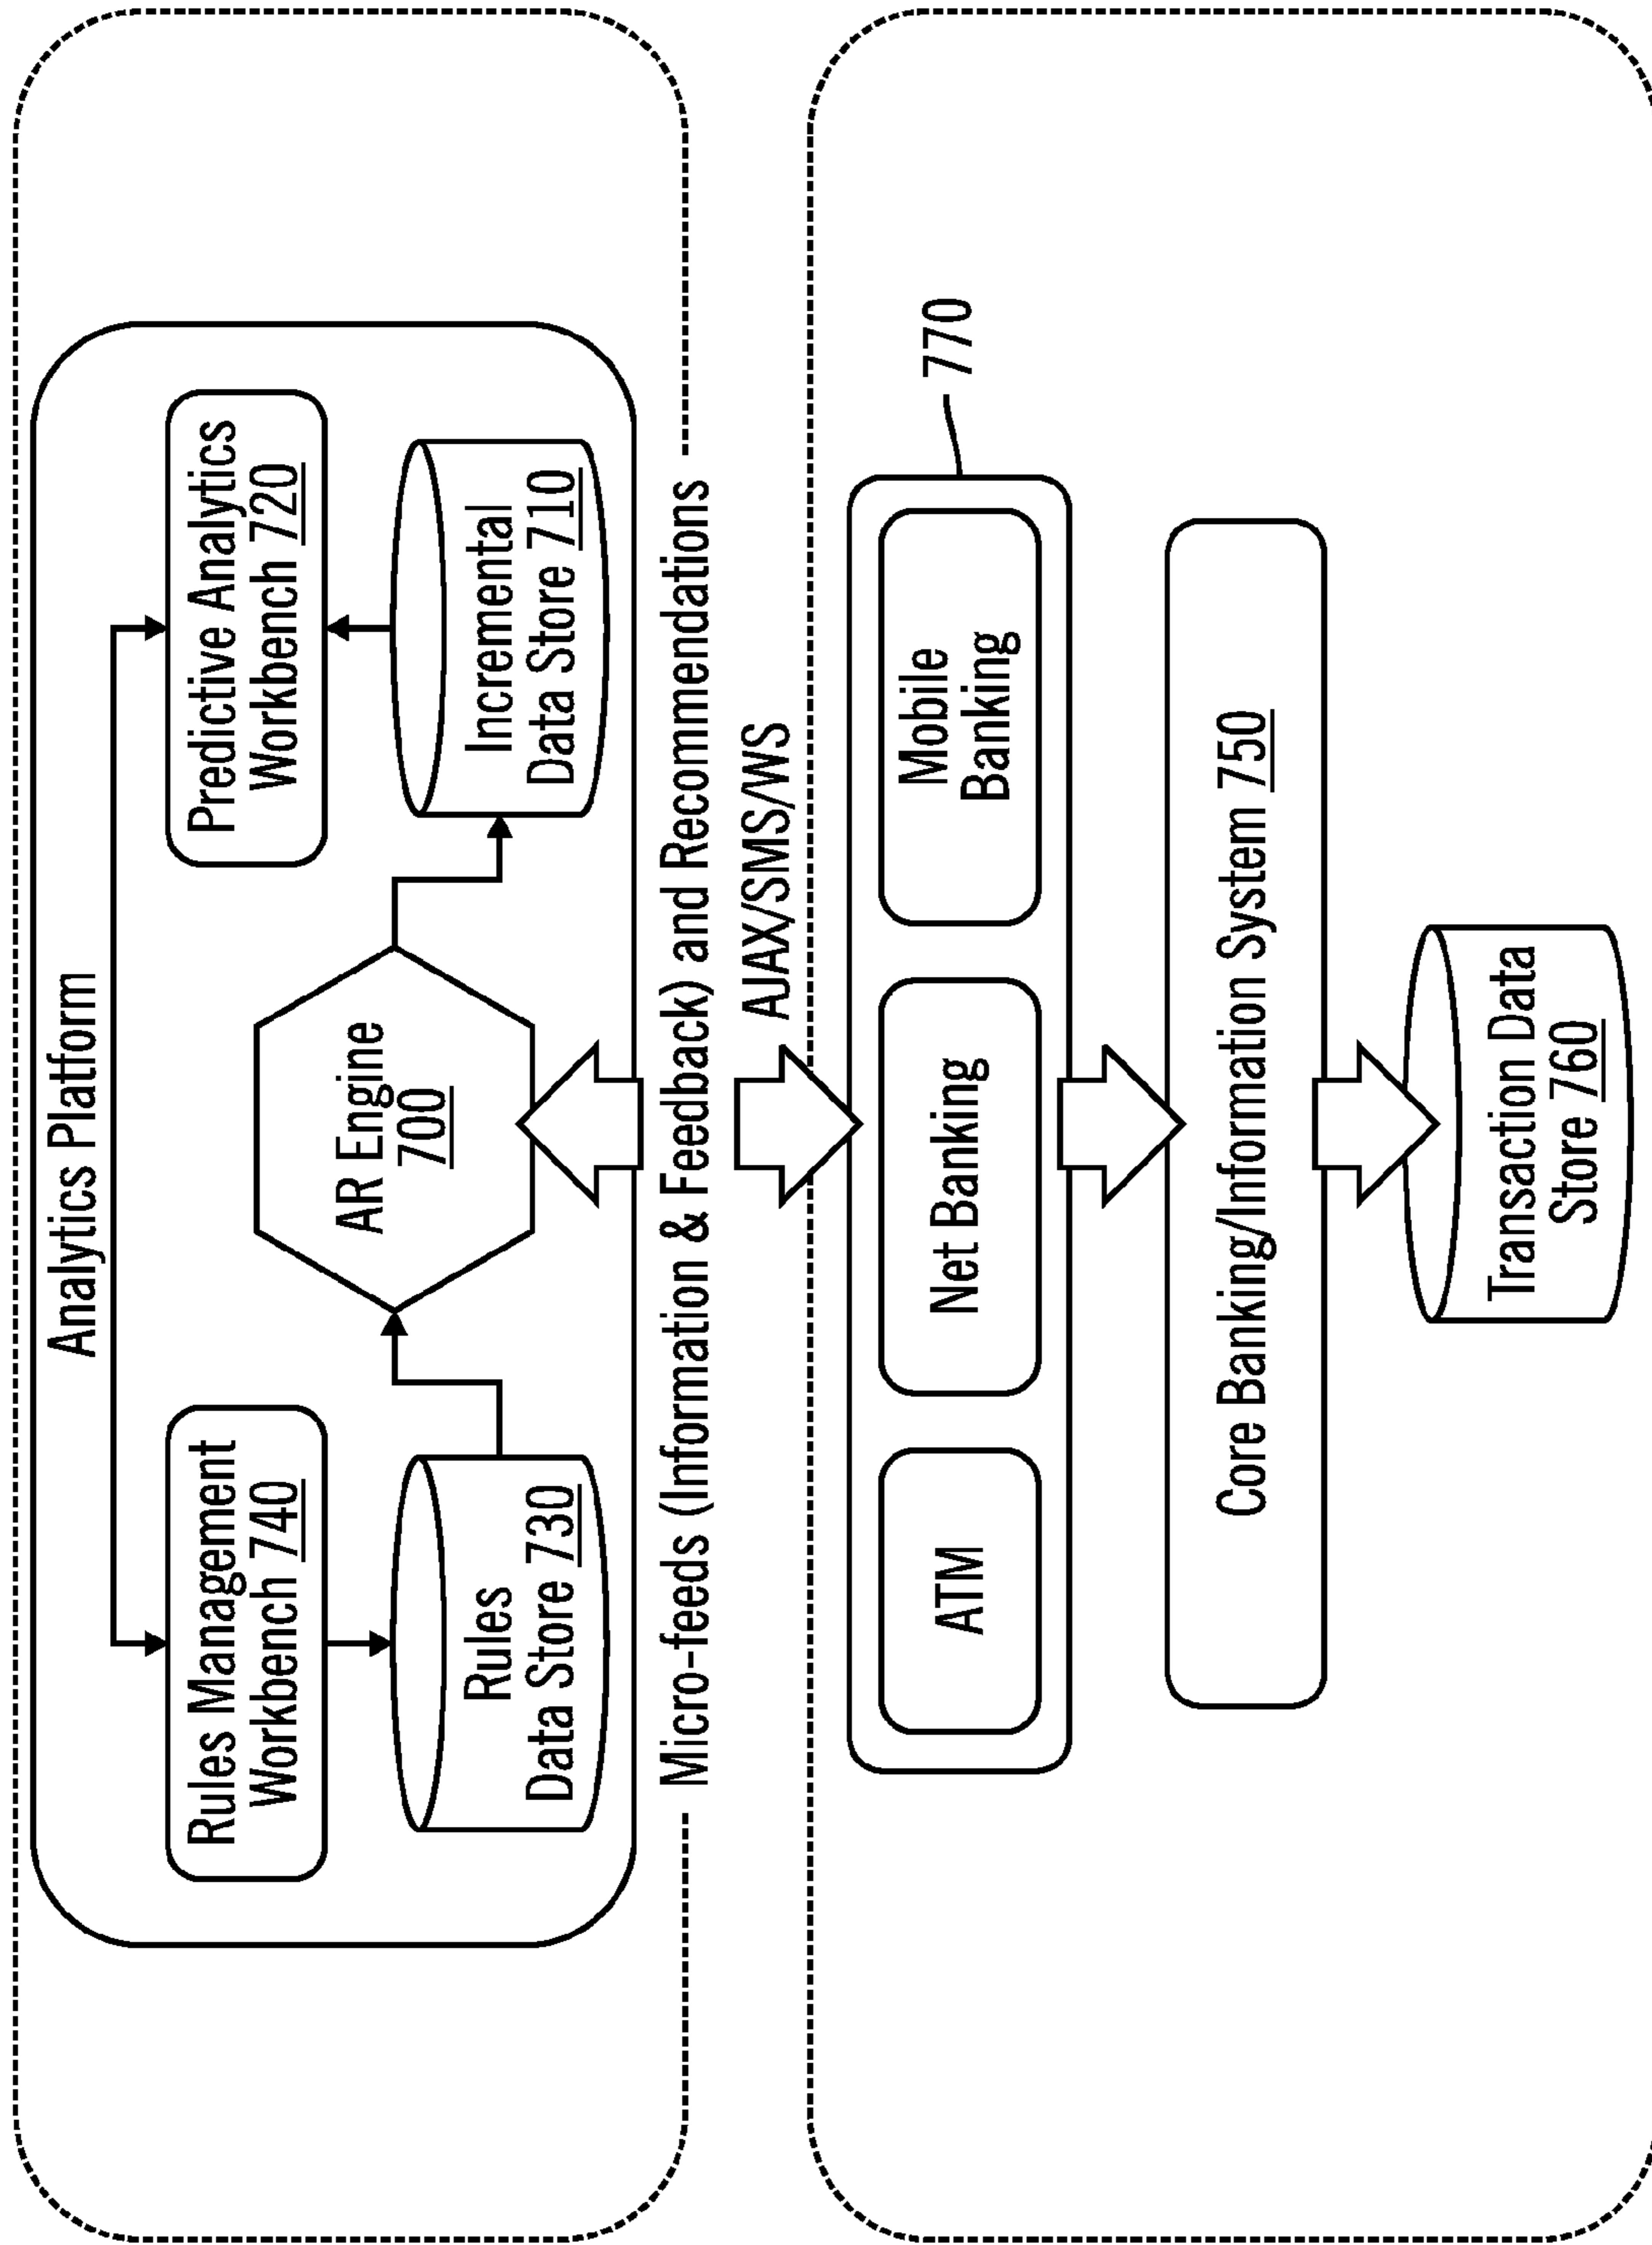 Analytics Platform
Rules Management
Workbench 740
Predictive Analytics
Workbench 720
AR Engine
700
Rules
Data Store 730
Incremental
Data Store 710
Micro-feeds (Information & Feedback) and Recommendations
AJAX/SMS/WS
ATM
Net Banking
Mobile
Banking
770
Core Banking/Information System 750
Transaction Data
Store 760